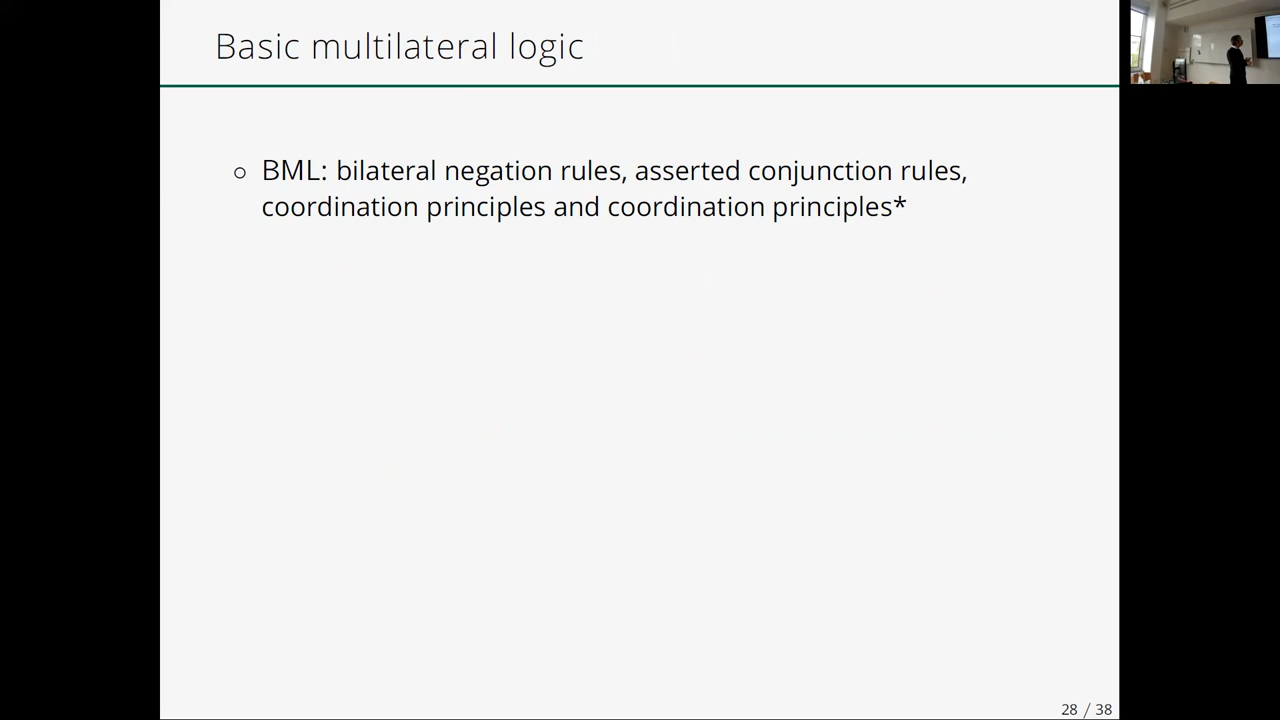 Basic multilateral logic
○ BML: bilateral negation rules, asserted conjunction rules,
coordination principles and coordination principles*
28 / 38